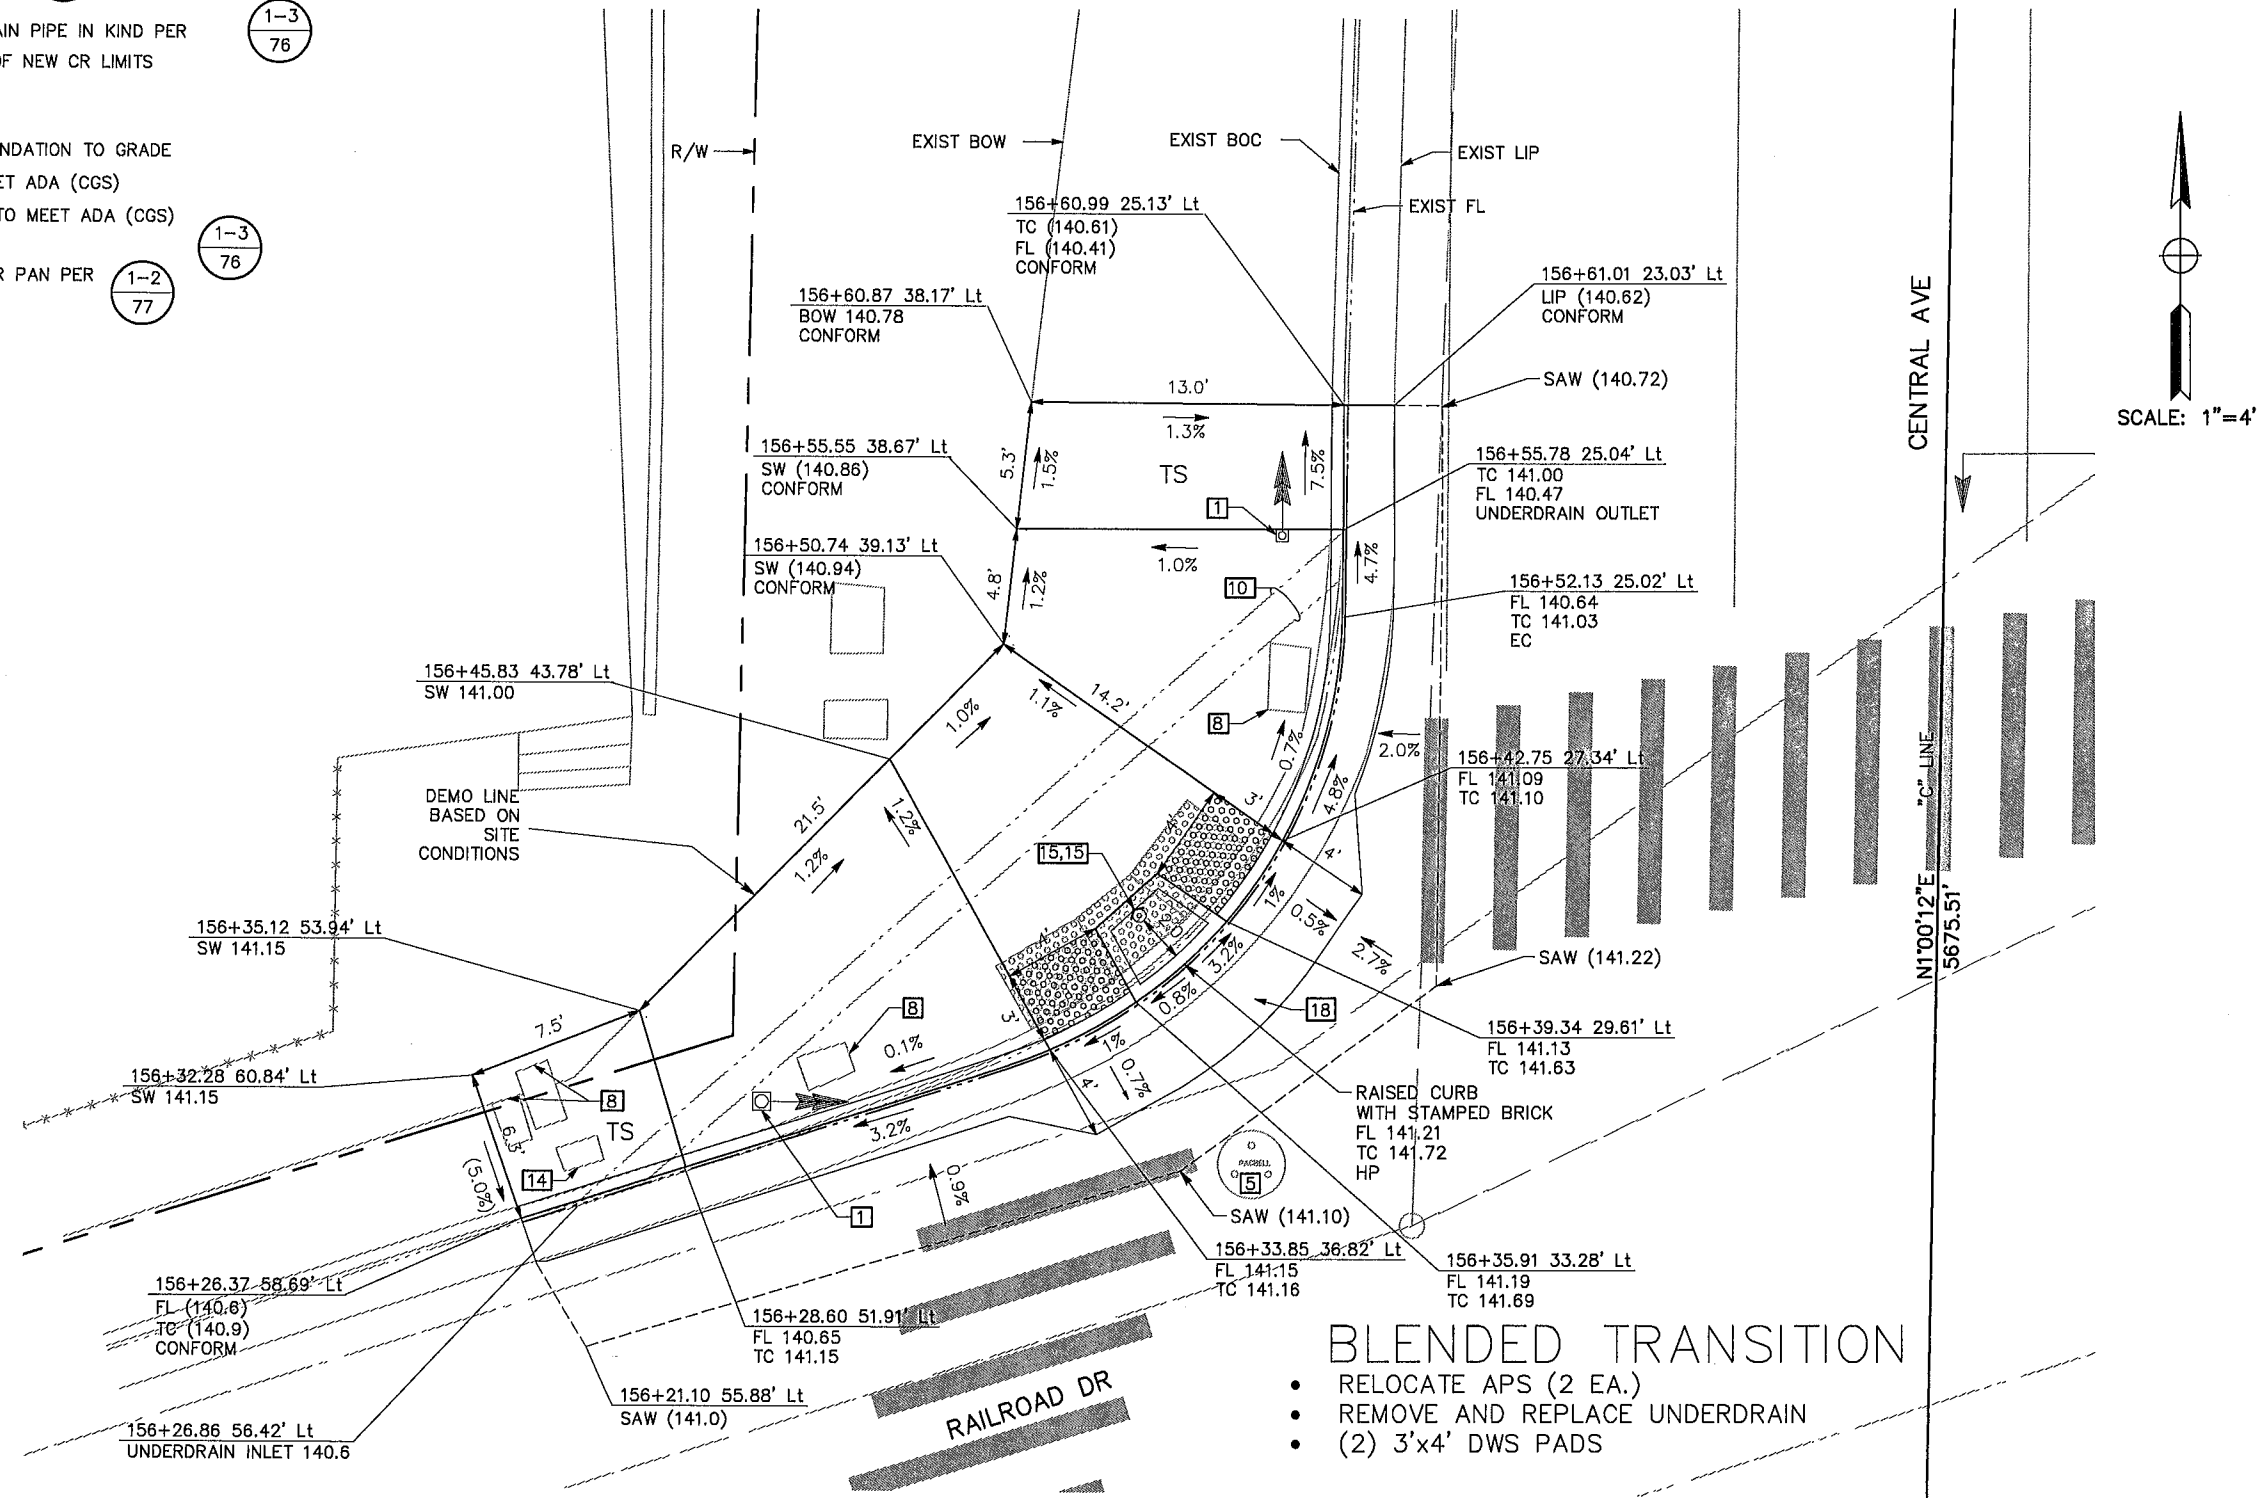 AIN PIPE IN KIND PER
1-3
76
OF NEW CR LIMITS
NDATION TO GRADE
ET ADA (CGS)
TO MEET ADA (CGS)
1-3
76
R PAN PER
1-2
77
R/W
EXIST BOW
EXIST BOC
EXIST LIP
EXIST FL
156+60.99 25.13' Lt
TC (140.61)
FL (140.41)
CONFORM
156+61.01 23.03' Lt
LIP (140.62)
CONFORM
156+60.87 38.17' Lt
BOW 140.78
CONFORM
SAW (140.72)
CENTRAL AVE
SCALE: 1"=4'
13.0'
1.3%
5.3'
1.5%
TS
7.5%
1
156+55.55 38.67' Lt
SW (140.86)
CONFORM
156+55.78 25.04' Lt
TC 141.00
FL 140.47
UNDERDRAIN OUTLET
156+50.74 39.13' Lt
SW (140.94)
CONFORM
1.0%
4.8'
1.2%
10
4.7%
156+52.13 25.02' Lt
FL 140.64
TC 141.03
EC
156+45.83 43.78' Lt
SW 141.00
1.0%
1.1%
14.2'
8
0.7%
2.0%
156+42.75 27.34' Lt
FL 141.09
TC 141.10
"C" LINE
N1°00'12"E
5675.51'
DEMO LINE
BASED ON
SITE
CONDITIONS
21.5'
1.2%
1.2%
4.8%
3'
4'
15,15
4'
1%
0.5%
2.7%
SAW (141.22)
156+35.12 53.94' Lt
SW 141.15
4'
3.2%
0.8%
18
156+39.34 29.61' Lt
FL 141.13
TC 141.63
7.5'
8
0.1%
3'
1%
0.7%
4'
156+32.28 60.84' Lt
SW 141.15
8
TS
6.3'
(5.0%)
14
3.2%
RAISED CURB
WITH STAMPED BRICK
FL 141.21
TC 141.72
HP
PACBELL
5
0.9%
1
SAW (141.10)
156+33.85 36.82' Lt
FL 141.15
TC 141.16
156+35.91 33.28' Lt
FL 141.19
TC 141.69
156+26.37 58.69' Lt
FL (140.6)
TC (140.9)
CONFORM
156+28.60 51.91' Lt
FL 140.65
TC 141.15
156+21.10 55.88' Lt
SAW (141.0)
156+26.86 56.42' Lt
UNDERDRAIN INLET 140.6
RAILROAD DR
BLENDED TRANSITION
• RELOCATE APS (2 EA.)
• REMOVE AND REPLACE UNDERDRAIN
• (2) 3'x4' DWS PADS